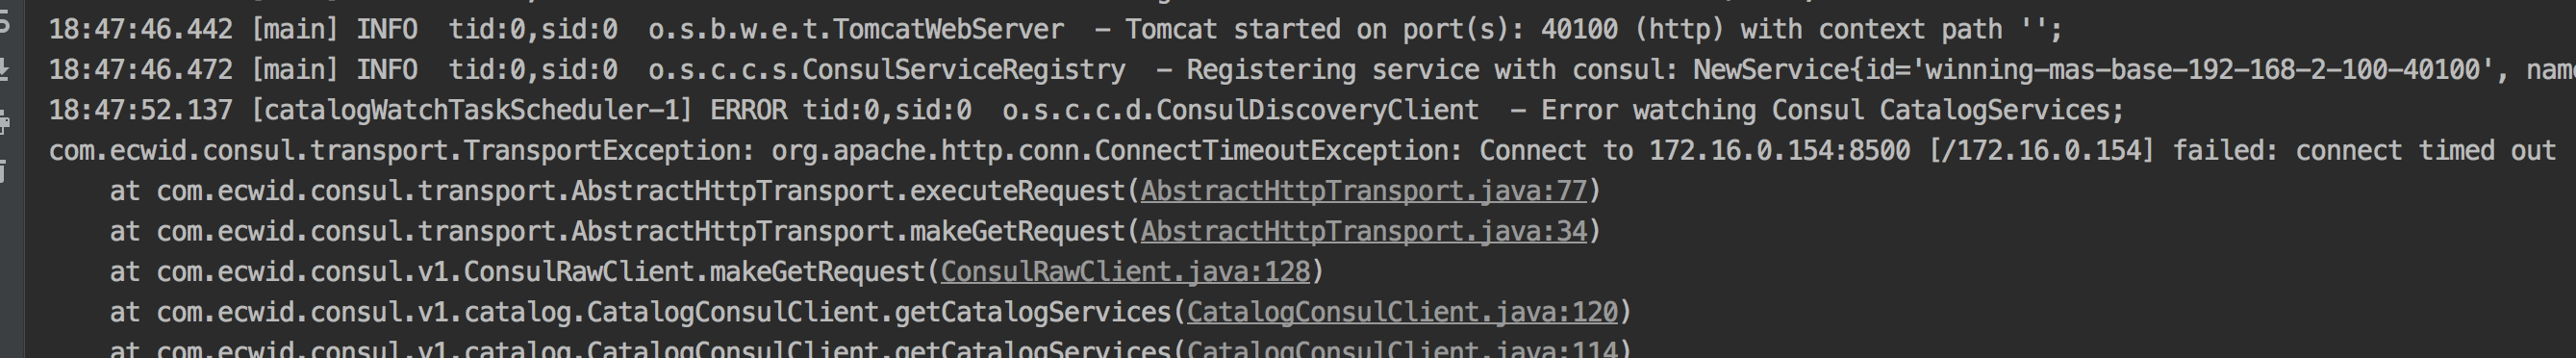 18:47:46.442 [main] INFO  tid:0,sid:0  o.s.b.w.e.t.TomcatWebServer  – Tomcat started on port(s): 40100 (http) with context path '';
18:47:46.472 [main] INFO  tid:0,sid:0  o.s.c.c.s.ConsulServiceRegistry  – Registering service with consul: NewService{id='winning-mas-base-192-168-2-100-40100', nam
18:47:52.137 [catalogWatchTaskScheduler-1] ERROR tid:0,sid:0  o.s.c.c.d.ConsulDiscoveryClient  – Error watching Consul CatalogServices;
com.ecwid.consul.transport.TransportException: org.apache.http.conn.ConnectTimeoutException: Connect to 172.16.0.154:8500 [/172.16.0.154] failed: connect timed out
at com.ecwid.consul.transport.AbstractHttpTransport.executeRequest(AbstractHttpTransport.java:77)
at com.ecwid.consul.transport.AbstractHttpTransport.makeGetRequest(AbstractHttpTransport.java:34)
at com.ecwid.consul.v1.ConsulRawClient.makeGetRequest(ConsulRawClient.java:128)
at com.ecwid.consul.v1.catalog.CatalogConsulClient.getCatalogServices(CatalogConsulClient.java:120)
at com.ecwid.consul.v1.catalog.CatalogConsulClient.getCatalogServices(CatalogConsulClient.java:114)